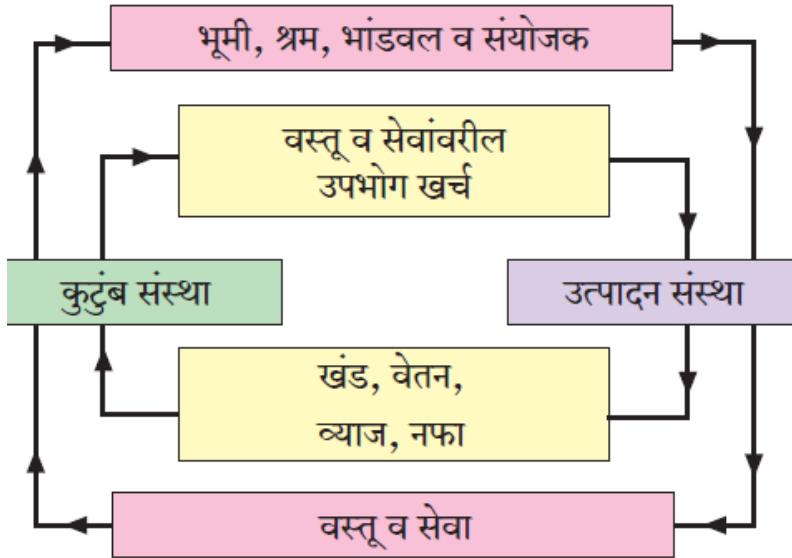 भूमी, श्रम, भांडवल व संयोजक
वस्तू व सेवांवरील
उपभोग खर्च
कुटुंब संस्था
उत्पादन संस्था
खंड, वेतन,
व्याज, नफा
वस्तू व सेवा